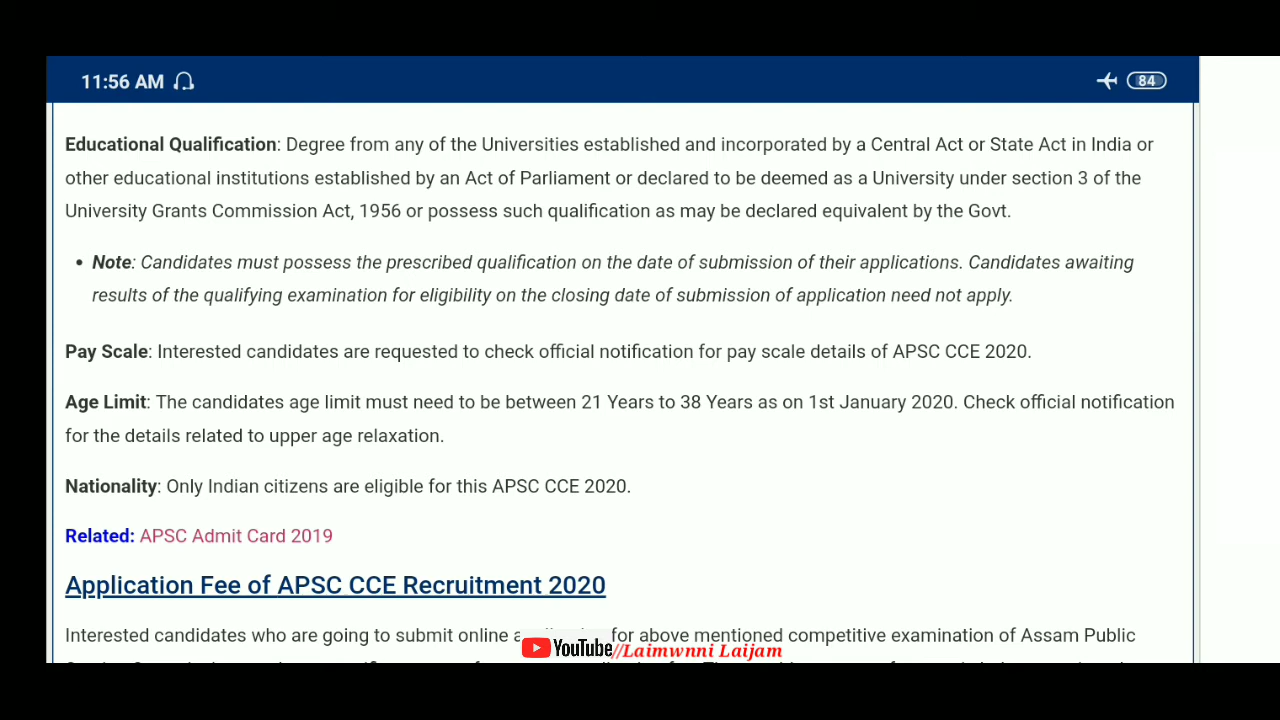 11:56 AM
84
Educational Qualification: Degree from any of the Universities established and incorporated by a Central Act or State Act in India or
other educational institutions established by an Act of Parliament or declared to be deemed as a University under section 3 of the
University Grants Commission Act, 1956 or possess such qualification as may be declared equivalent by the Govt.
• Note: Candidates must possess the prescribed qualification on the date of submission of their applications. Candidates awaiting
results of the qualifying examination for eligibility on the closing date of submission of application need not apply.
Pay Scale: Interested candidates are requested to check official notification for pay scale details of APSC CCE 2020.
Age Limit: The candidates age limit must need to be between 21 Years to 38 Years as on 1st January 2020. Check official notification
for the details related to upper age relaxation.
Nationality: Only Indian citizens are eligible for this APSC CCE 2020.
Related: APSC Admit Card 2019
Application Fee of APSC CCE Recruitment 2020
Interested candidates who are going to submit online for above mentioned competitive examination of Assam Public
YouTube//Laimwnni Laijam